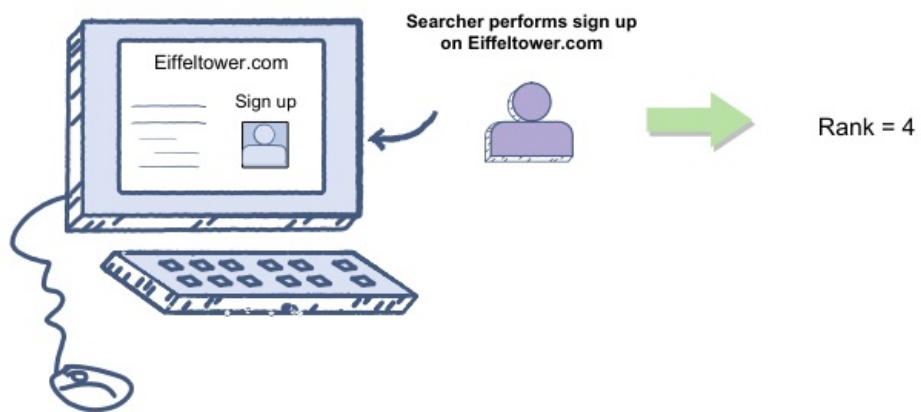 Searcher performs sign up
on Eiffeltower.com
Eiffeltower.com
Sign up
Rank = 4